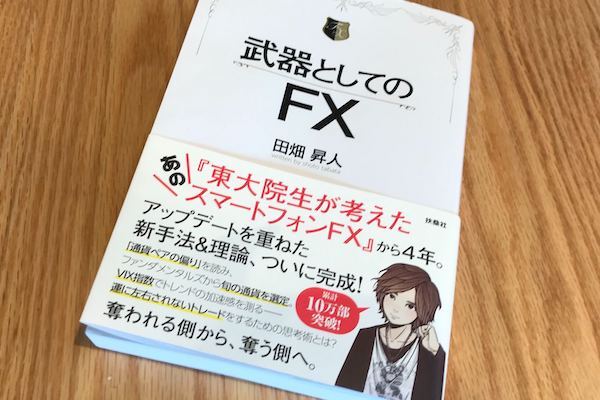 武器としての
FX
田畑 昇人
written by shoto tabata
あの
『東大院生が考えた
スマートフォンFX』から4年。
アップデートを重ねた
新手法&理論、ついに完成!
「通貨ペアの偏り」を読み、
ファンダメンタルズから旬の通貨を選定。
VIX指数でトレンドの加速感を測る——
運に左右されないトレードをするための思考術とは?
奪われる側から、奪う側へ。
累計
10万部
突破!
扶桑社